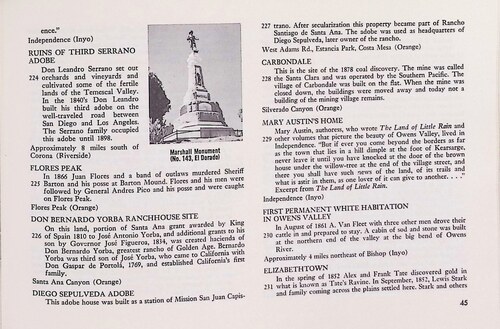 ence."
Independence (Inyo)
RUINS OF THIRD SERRANO
ADOBE
Don Leandro Serrano set out
224 orchards and vineyards and
cultivated some of the fertile
lands of the Temescal Valley.
In the 1840's Don Leandro
built his third adobe on the
well-traveled road between
San Diego and Los Angeles.
The Serrano family occupied
this adobe until 1898.
Approximately 8 miles south of
Corona (Riverside)
Marshall Monument
(No. 143, El Dorado)
FLORES PEAK
In 1866 Juan Flores and a band of outlaws murdered Sheriff
225 Barton and his posse at Barton Mound. Flores and his men were
followed by General Andres Pico and his posse and were caught
on Flores Peak.
Flores Peak (Orange)
DON BERNARDO YORBA RANCHHOUSE SITE
On this land, portion of Santa Ana grant awarded by King
226 of Spain 1810 to José Antonio Yorba, and additional grants to his
son by Governor José Figueroa, 1834, was created hacienda of
Don Bernardo Yorba, greatest rancho of Golden Age. Bernardo
Yorba was third son of José Yorba, who came to California with
Don Gaspar de Portolá, 1769, and established California's first
family.
Santa Ana Canyon (Orange)
DIEGO SEPULVEDA ADOBE
This adobe house was built as a station of Mission San Juan Capis-
227 trano. After secularization this property became part of Rancho
Santiago de Santa Ana. The adobe was used as headquarters of
Diego Sepulveda, later owner of the rancho.
West Adams Rd., Estancia Park, Costa Mesa (Orange)
CARBONDALE
This is the site of the 1878 coal discovery. The mine was called
228 the Santa Clara and was operated by the Southern Pacific. The
village of Carbondale was built on the flat. When the mine was
closed down, the buildings were moved away and today not a
building of the mining village remains.
Silverado Canyon (Orange)
MARY AUSTIN'S HOME
Mary Austin, authoress, who wrote The Land of Little Rain and
229 other volumes that picture the beauty of Owens Valley, lived in
Independence. "But if ever you come beyond the borders as far
as the town that lies in a hill dimple at the foot of Kearsarge,
never leave it until you have knocked at the door of the brown
house under the willow-tree at the end of the village street, and
there you shall have such news of the land, of its trails and
what is astir in them, as one lover of it can give to another. . . .
Excerpt from The Land of Little Rain.
Independence (Inyo)
FIRST PERMANENT WHITE HABITATION
IN OWENS VALLEY
In August of 1861 A. Van Fleet with three other men drove their
230 cattle in and prepared to stay. A cabin of sod and stone was built
at the northern end of the valley at the big bend of Owens
River.
Approximately 4 miles northeast of Bishop (Inyo)
ELIZABETHTOWN
In the spring of 1852 Alex and Frank Tate discovered gold in
231 what is known as Tate's Ravine. In September, 1852, Lewis Stark
and family coming across the plains settled here. Stark and others
45